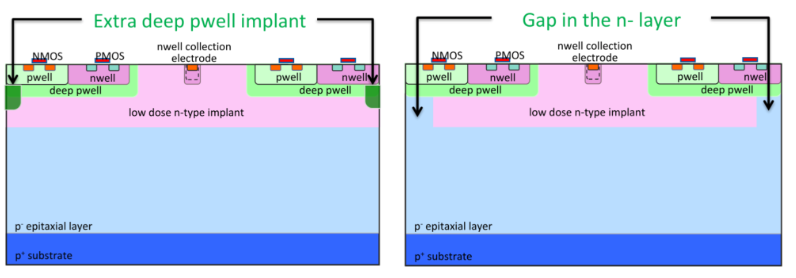 Extra deep pwell implant
NMOS PMOS nwell collection electrode
pwell nwell pwell nwell
deep pwell deep pwell
low dose n-type implant
p- epitaxial layer
p+ substrate
Gap in the n- layer
NMOS PMOS nwell collection electrode
pwell nwell pwell nwell
deep pwell deep pwell
low dose n-type implant
p- epitaxial layer
p+ substrate